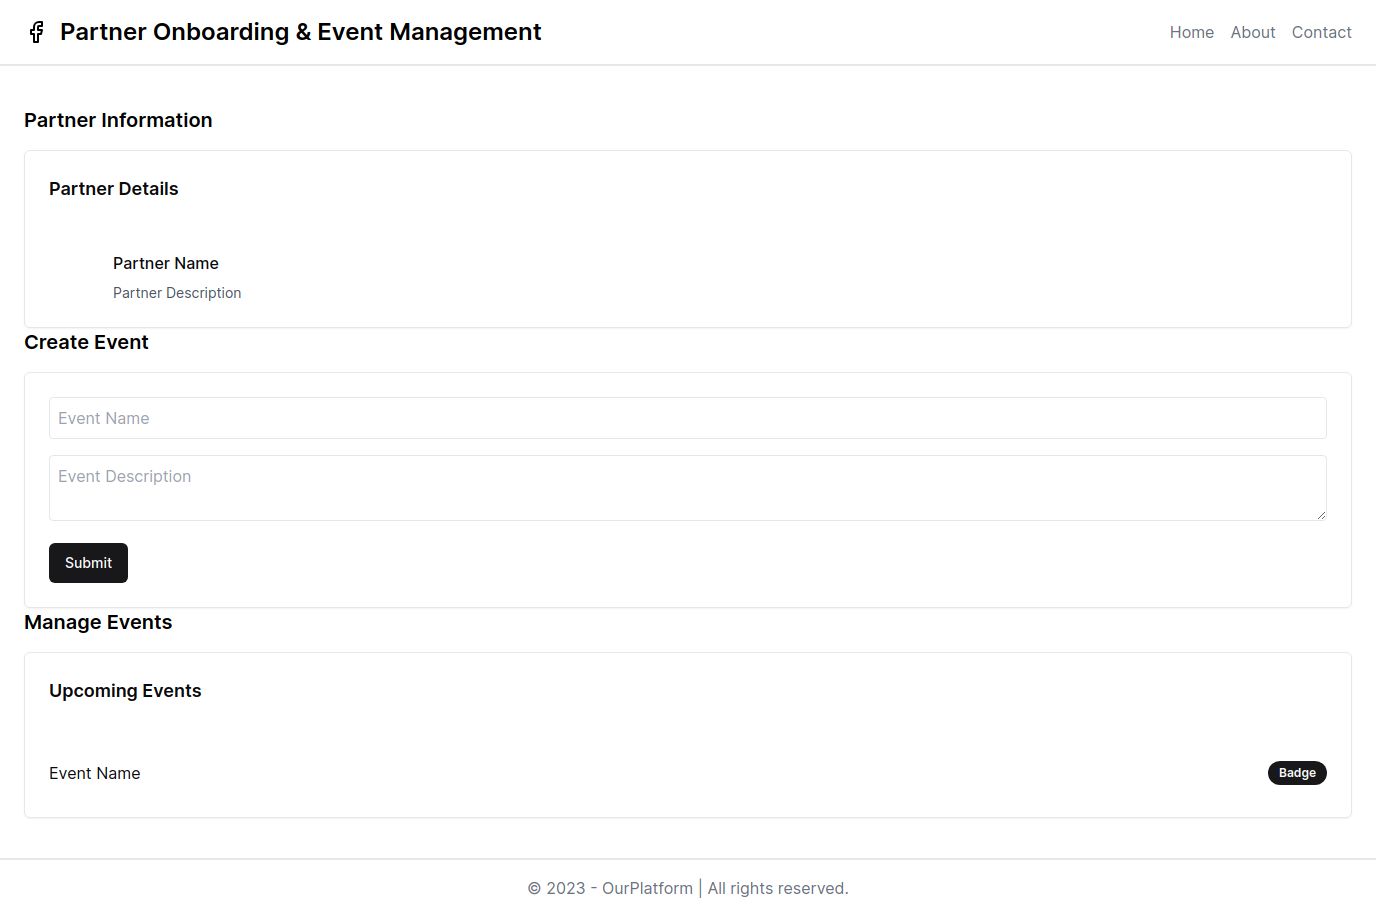 Partner Onboarding & Event Management
Home About Contact
Partner Information
Partner Details
Partner Name
Partner Description
Create Event
Event Name
Event Description
Submit
Manage Events
Upcoming Events
Event Name
Badge
© 2023 - OurPlatform | All rights reserved.